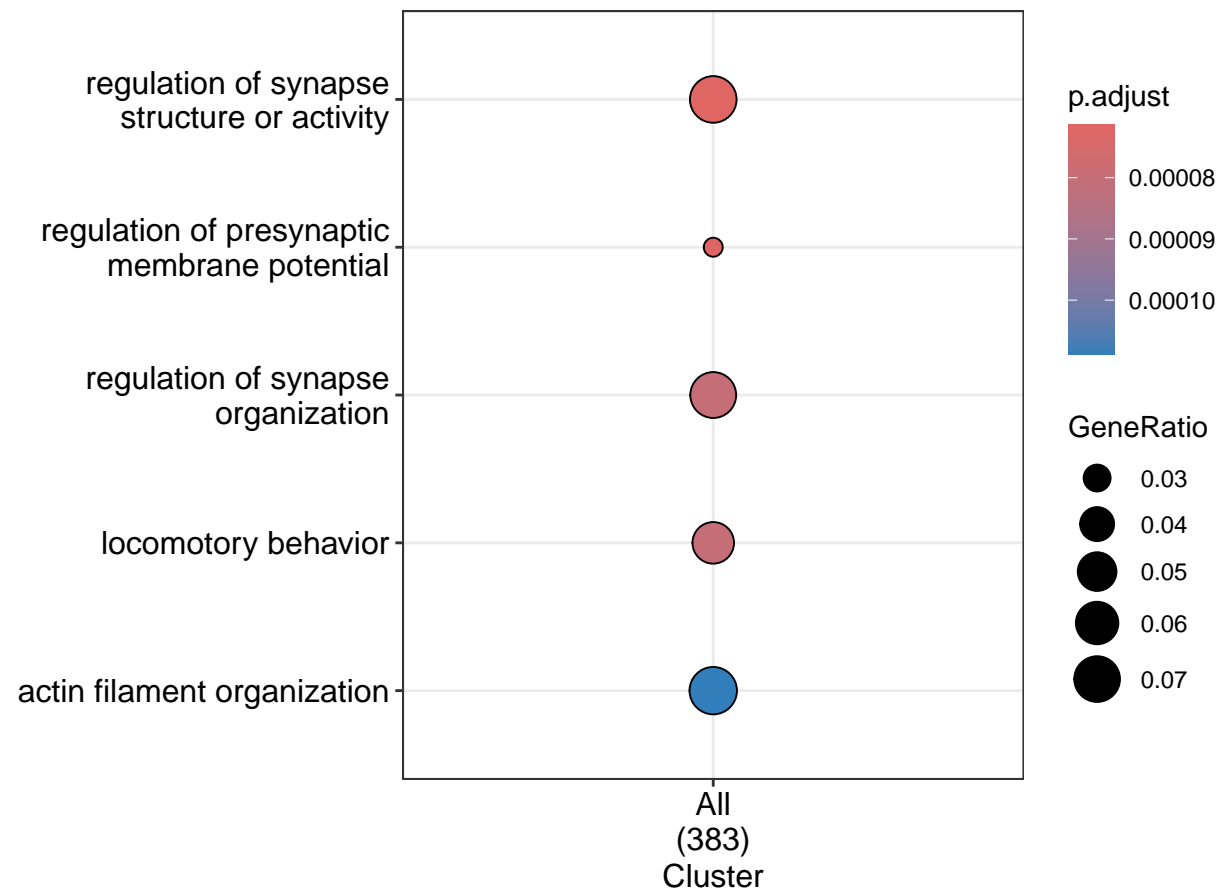 regulation of synapse
structure or activity
regulation of presynaptic
membrane potential
regulation of synapse
organization
locomotory behavior
actin filament organization
All
(383)
Cluster
p.adjust
0.00008
0.00009
0.00010
GeneRatio
0.03
0.04
0.05
0.06
0.07